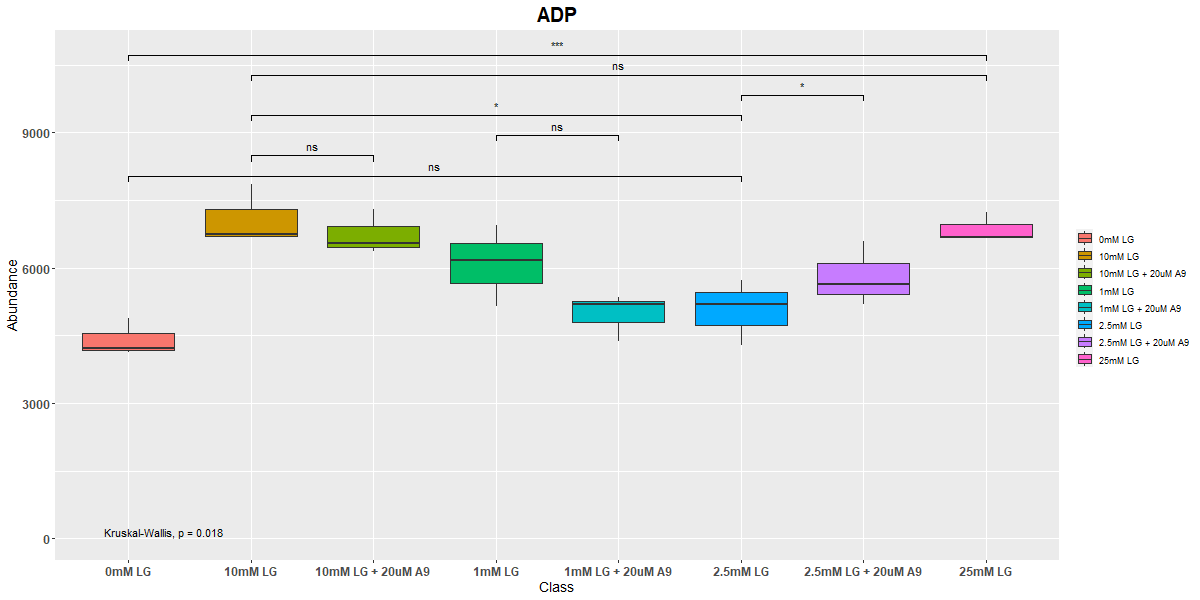 ADP
***
ns
*
*
ns
ns
ns
9000
6000
3000
0
Abundance
Kruskal-Wallis, p = 0.018
0mM LG
10mM LG
10mM LG + 20uM A9
1mM LG
1mM LG + 20uM A9
2.5mM LG
2.5mM LG + 20uM A9
25mM LG
Class
0mM LG
10mM LG
10mM LG + 20uM A9
1mM LG
1mM LG + 20uM A9
2.5mM LG
2.5mM LG + 20uM A9
25mM LG